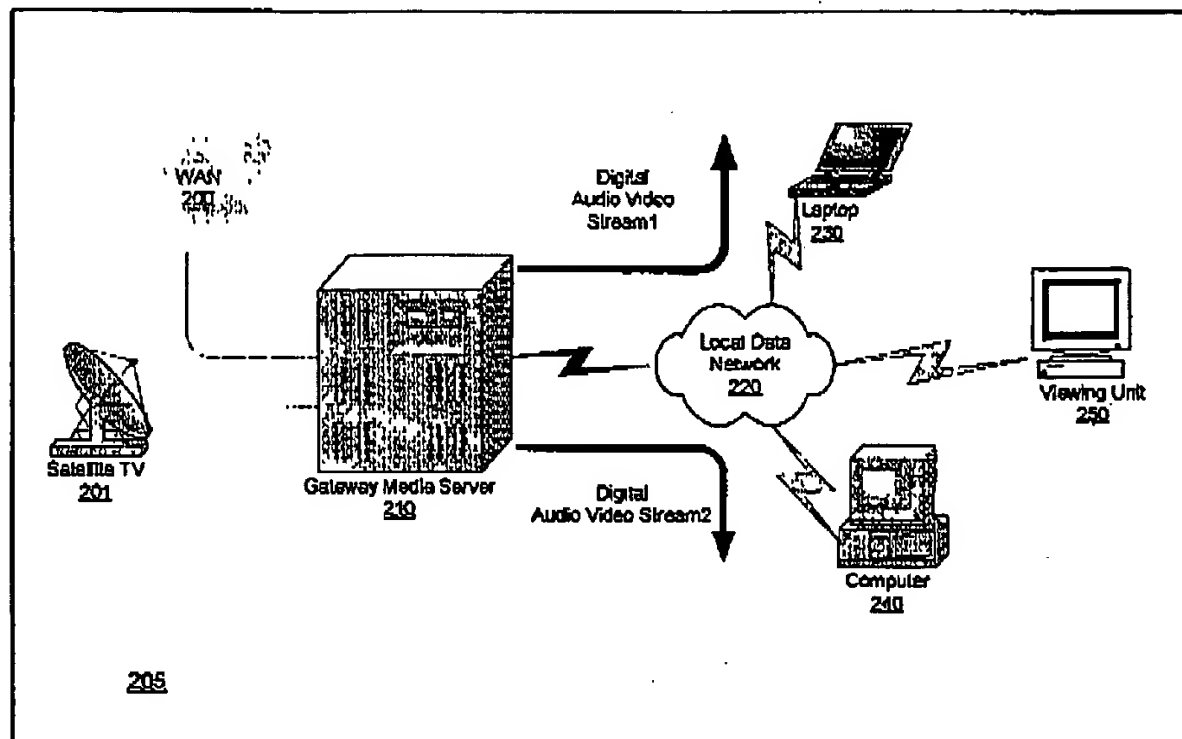 WAN
200
Digital
Audio Video
Stream1
Laptop
230
Local Data
Network
220
Viewing Unit
250
Satellite TV
201
Gateway Media Server
210
Digital
Audio Video Stream2
Computer
240
205